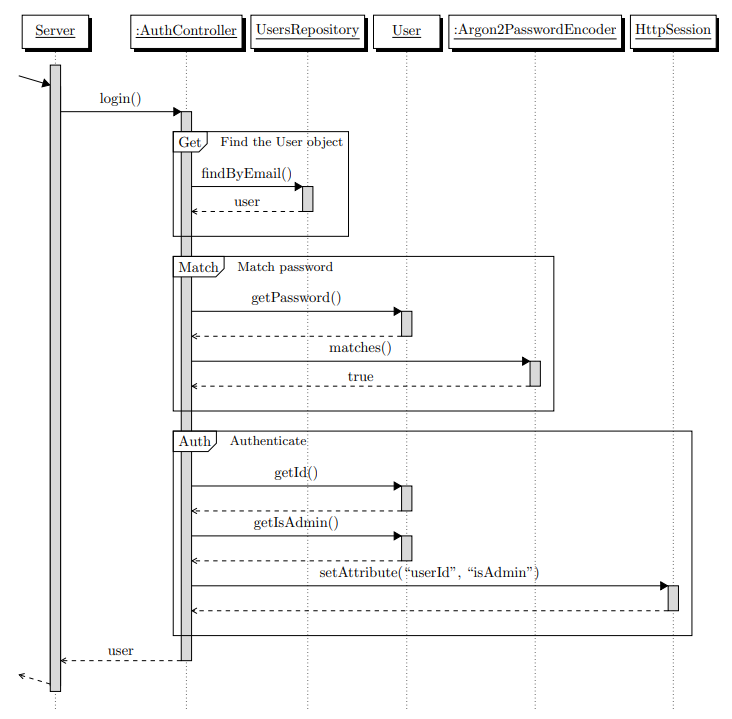 Server
:AuthController
UsersRepository
User
:Argon2PasswordEncoder
HttpSession
login()
Get
Find the User object
findByEmail()
user
Match
Match password
getPassword()
matches()
true
Auth
Authenticate
getId()
getIsAdmin()
setAttribute(“userId”, “isAdmin”)
user